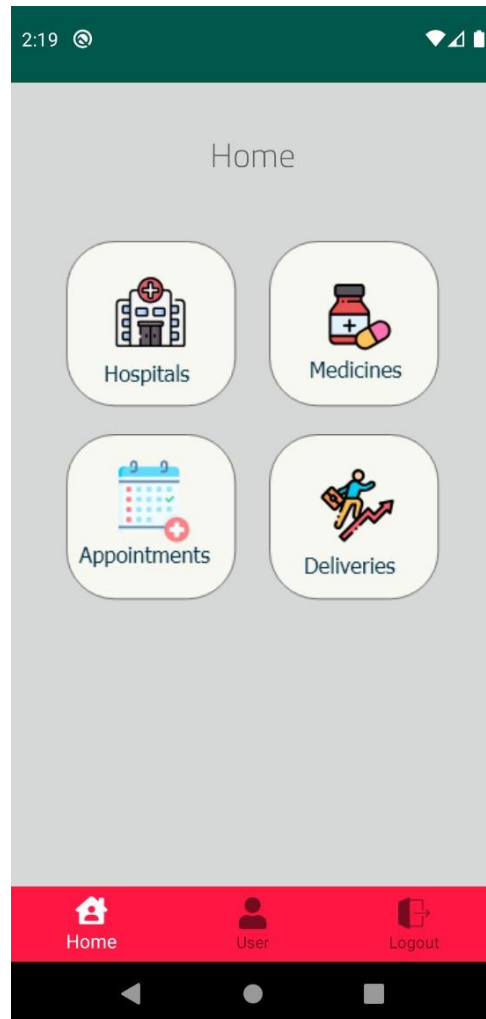 2:19
Home
Hospitals
Medicines
Appointments
Deliveries
Home
User
Logout